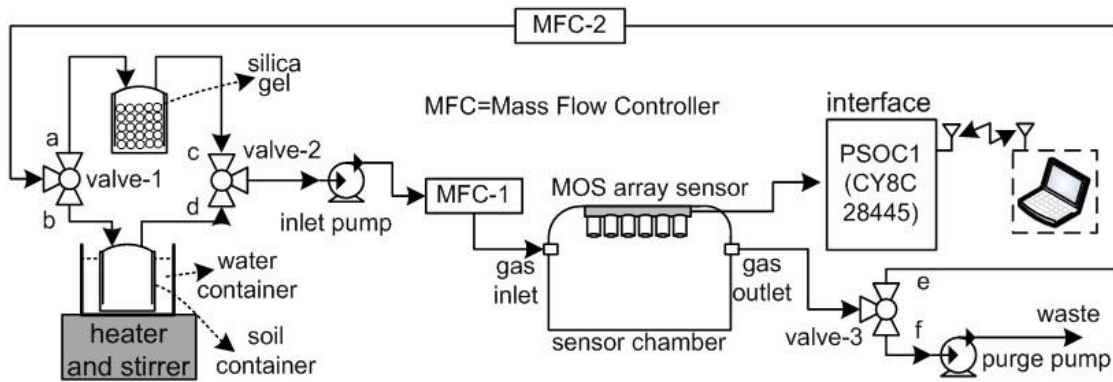 MFC-2
silica
gel
MFC=Mass Flow Controller
interface
a
c
valve-2
PSOC1
(CY8C
28445)
valve-1
MFC-1
MOS array sensor
b
d
inlet pump
gas
inlet
gas
outlet
water
container
e
heater
and stirrer
soil
container
sensor chamber
valve-3
f
waste
purge pump